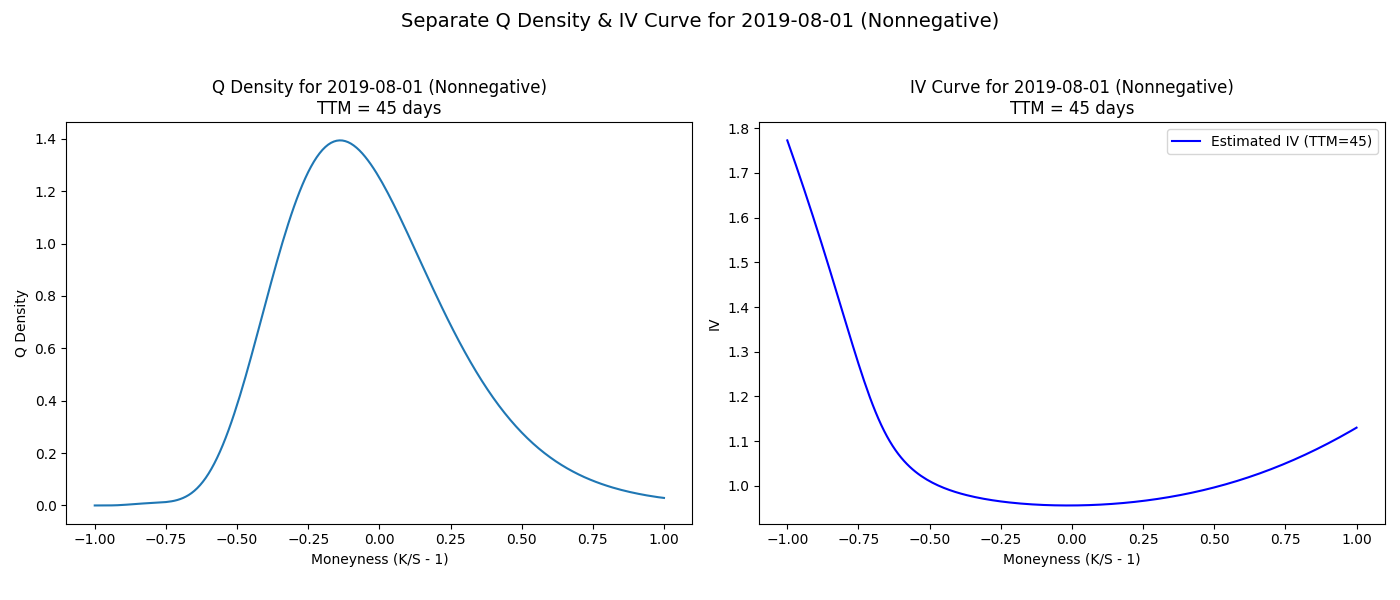 Separate Q Density & IV Curve for 2019-08-01 (Nonnegative)
Q Density for 2019-08-01 (Nonnegative)
TTM = 45 days
1.4
1.2
1.0
0.8
0.6
0.4
0.2
0.0
Q Density
−1.00 −0.75 −0.50 −0.25 0.00 0.25 0.50 0.75 1.00
Moneyness (K/S - 1)
IV Curve for 2019-08-01 (Nonnegative)
TTM = 45 days
Estimated IV (TTM=45)
1.8
1.7
1.6
1.5
1.4
1.3
1.2
1.1
1.0
IV
−1.00 −0.75 −0.50 −0.25 0.00 0.25 0.50 0.75 1.00
Moneyness (K/S - 1)